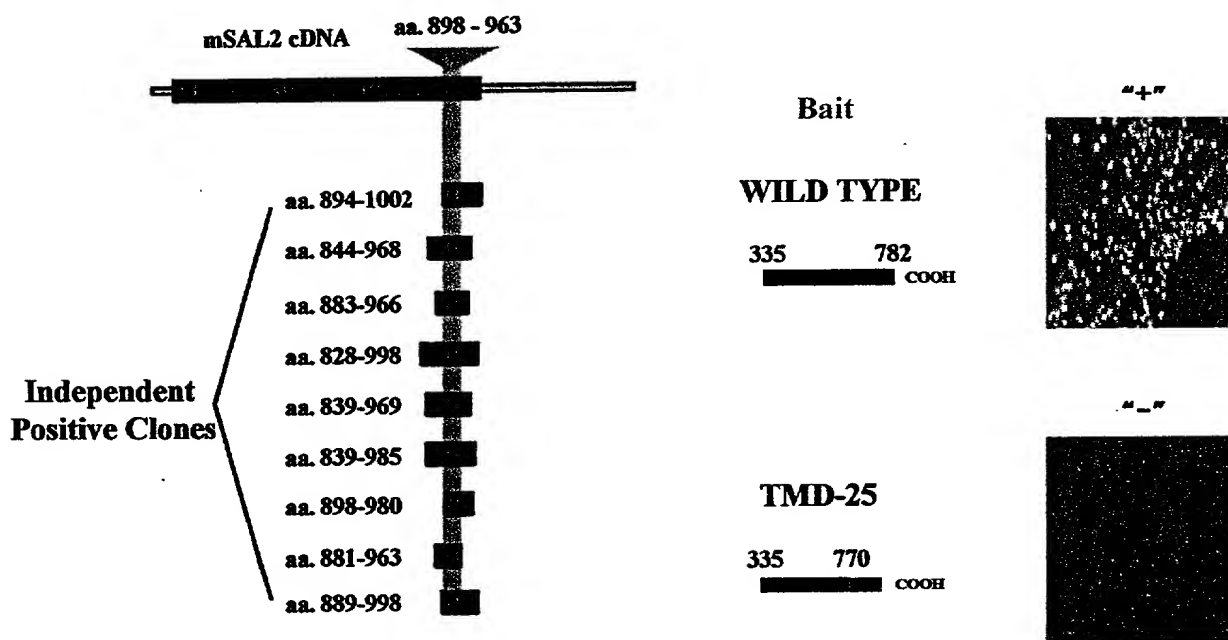 mSAL2 cDNA
aa. 898 - 963
aa. 894-1002
aa. 844-968
aa. 883-966
aa. 828-998
aa. 839-969
aa. 839-985
aa. 898-980
aa. 881-963
aa. 889-998
Independent
Positive Clones
Bait
WILD TYPE
335 782
COOH
"+"
TMD-25
335 770
COOH
"-"